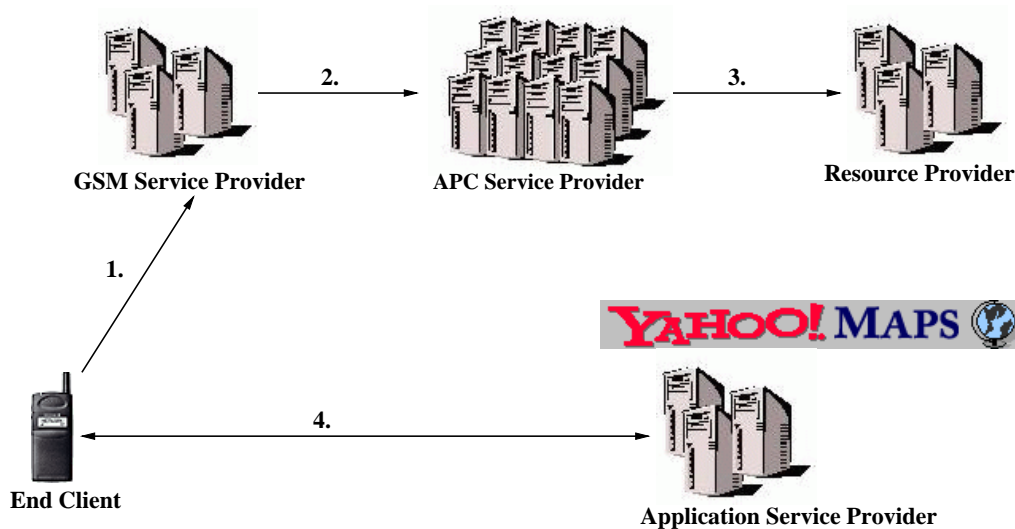 2.
3.
GSM Service Provider
APC Service Provider
Resource Provider
1.
YAHOO! MAPS
4.
End Client
Application Service Provider